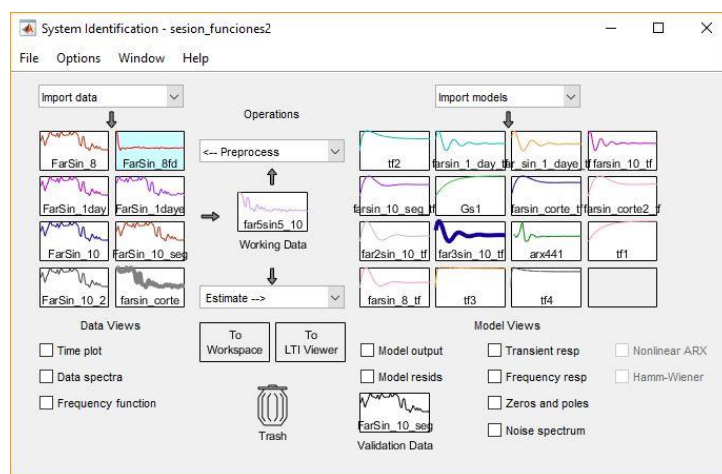 System Identification - sesion_funciones2
File Options Window Help
Import data
Operations
Import models
FarSin_8
FarSin_8fd
<-- Preprocess
tf2
farsin_1_day_tf
far_sin_1_daye_tf
farsin_10_tf
FarSin_1day
FarSin_1daye
far5sin5_10
Working Data
farsin_10_seg_tf
Gs1
farsin_corte_tf
farsin_corte2_tf
FarSin_10
FarSin_10_seg
far2sin_10_tf
far3sin_10_tf
arx441
tf1
FarSin_10_2
farsin_corte
Estimate -->
farsin_8_tf
tf3
tf4
Data Views
Time plot
Data spectra
Frequency function
To
Workspace
To
LTI Viewer
Trash
Model Views
Model output
Transient resp
Nonlinear ARX
Model resids
Frequency resp
Hamm-Wiener
Zeros and poles
Noise spectrum
FarSin_10_seg
Validation Data